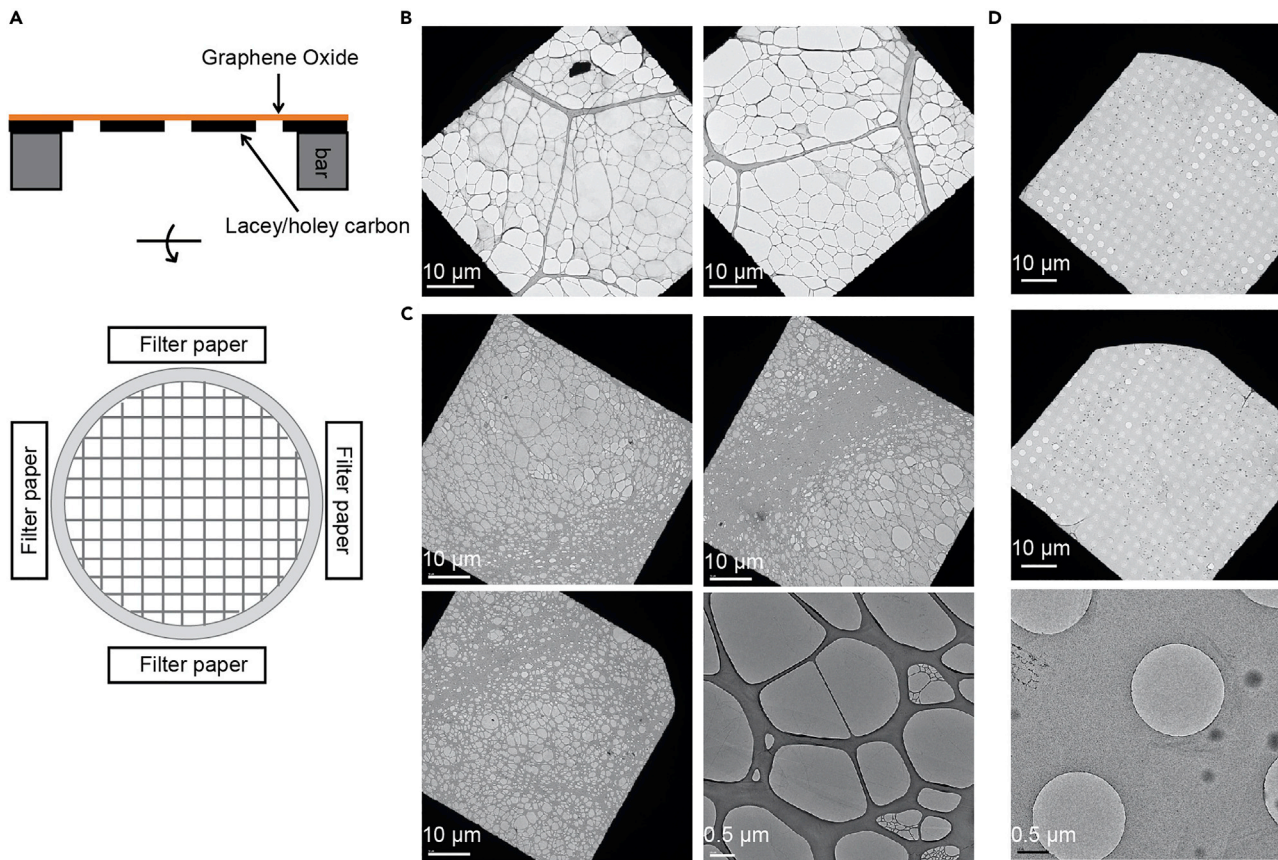 A
Graphene Oxide
bar
Lacey/holey carbon
Filter paper
Filter paper
Filter paper
Filter paper
B
10 µm
10 µm
C
10 µm
10 µm
10 µm
0.5 µm
D
10 µm
10 µm
0.5 µm